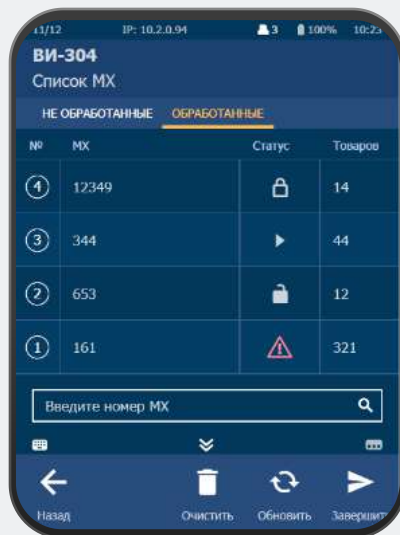 11/12 IP: 10.2.0.94 3 100% 10:23
ВИ-304
Список МХ
НЕ ОБРАБОТАННЫЕ ОБРАБОТАННЫЕ
№ МХ Статус Товаров
4 12349 14
3 344 44
2 653 12
1 161 321
Введите номер МХ
Назад Очистить Обновить Завершить